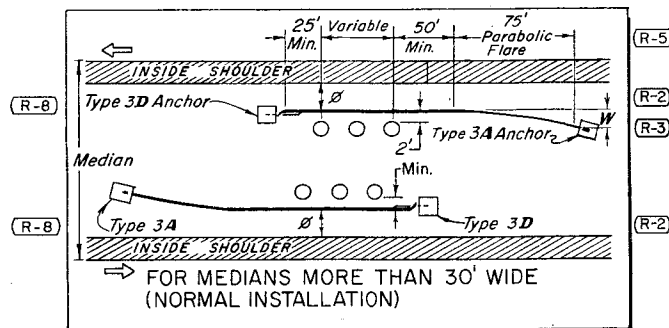 25' Variable 50' 75'
Min. Min. Parabolic
Flare
(R-5)
INSIDE SHOULDER
(R-8) Type 3D Anchor Ø W (R-2)
(R-3)
Type 3A Anchor
2'
Median
Min.
Type 3A Ø Type 3D
(R-8) (R-2)
INSIDE SHOULDER
FOR MEDIANS MORE THAN 30' WIDE
(NORMAL INSTALLATION)